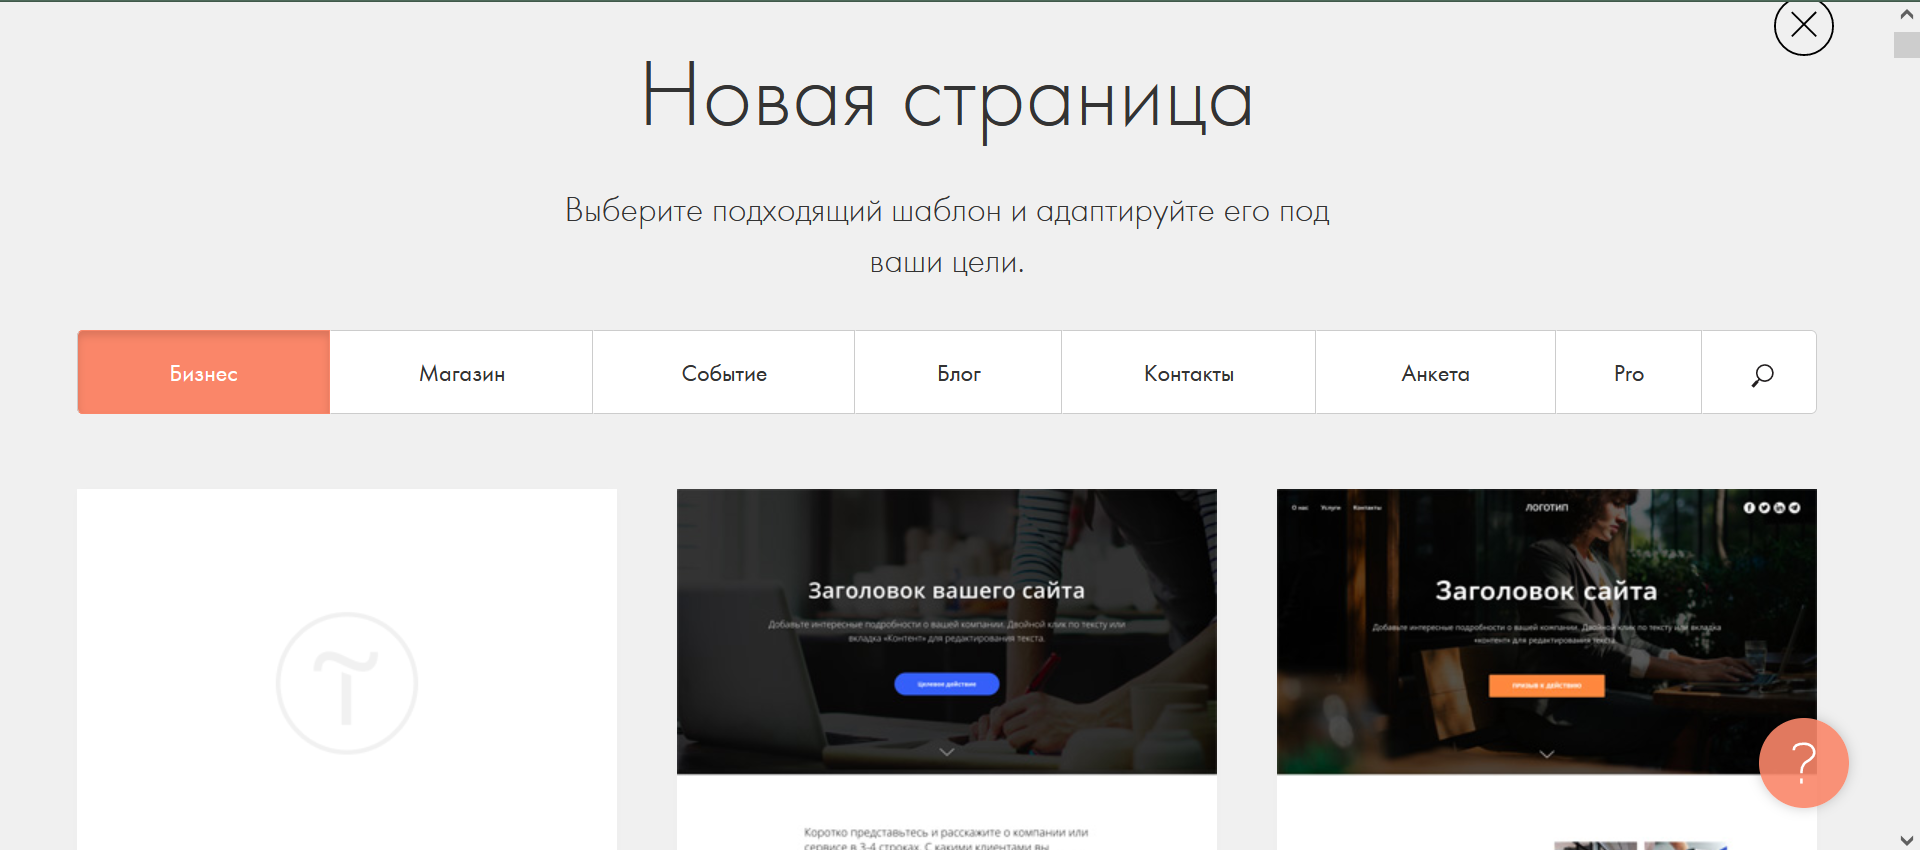 Новая страница
Выберите подходящий шаблон и адаптируйте его под
ваши цели.
Бизнес
Магазин
Событие
Блог
Контакты
Анкета
Pro
Заголовок вашего сайта
Добавьте интересные подробности о вашей компании. Двойной клик по тексту или
вкладка «Контент» для редактирования текста.
Целевое действие
Коротко представьтесь и расскажите о компании или
сервисе в 3-4 строках. С какими клиентами вы
О нас
Услуги
Контакты
ЛОГОТИП
Заголовок сайта
Добавьте интересные подробности о вашей компании. Двойной клик по тексту или вкладка
«контент» для редактирования текста.
ПРИЗЫВ К ДЕЙСТВИЮ
?